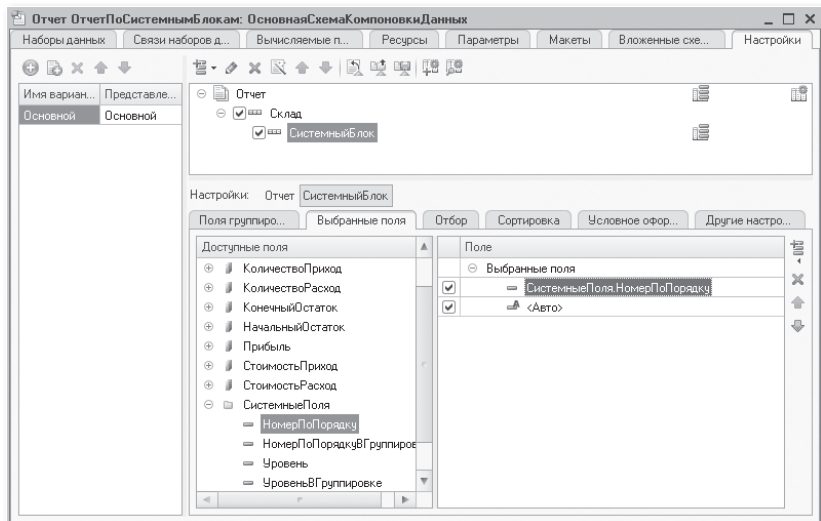 Отчет ОтчетПоСистемнымБлокам: ОсновнаяСхемаКомпоновкиДанных
Наборы данных Связи наборов д... Вычисляемые п... Ресурсы Параметры Макеты Вложенные схе... Настройки
Имя вариан... Представле...
Основной Основной
Отчет
Склад
СистемныйБлок
Настройки: Отчет СистемныйБлок
Поля группиро... Выбранные поля Отбор Сортировка Условное офор... Другие настро...
Доступные поля
КоличествоПриход
КоличествоРасход
КонечныйОстаток
НачальныйОстаток
Прибыль
СтоимостьПриход
СтоимостьРасход
СистемныеПоля
НомерПоПорядку
НомерПоПорядкуВГруппиров
Уровень
УровеньВГруппировке
Поле
Выбранные поля
СистемныеПоля.НомерПоПорядку
<Авто>